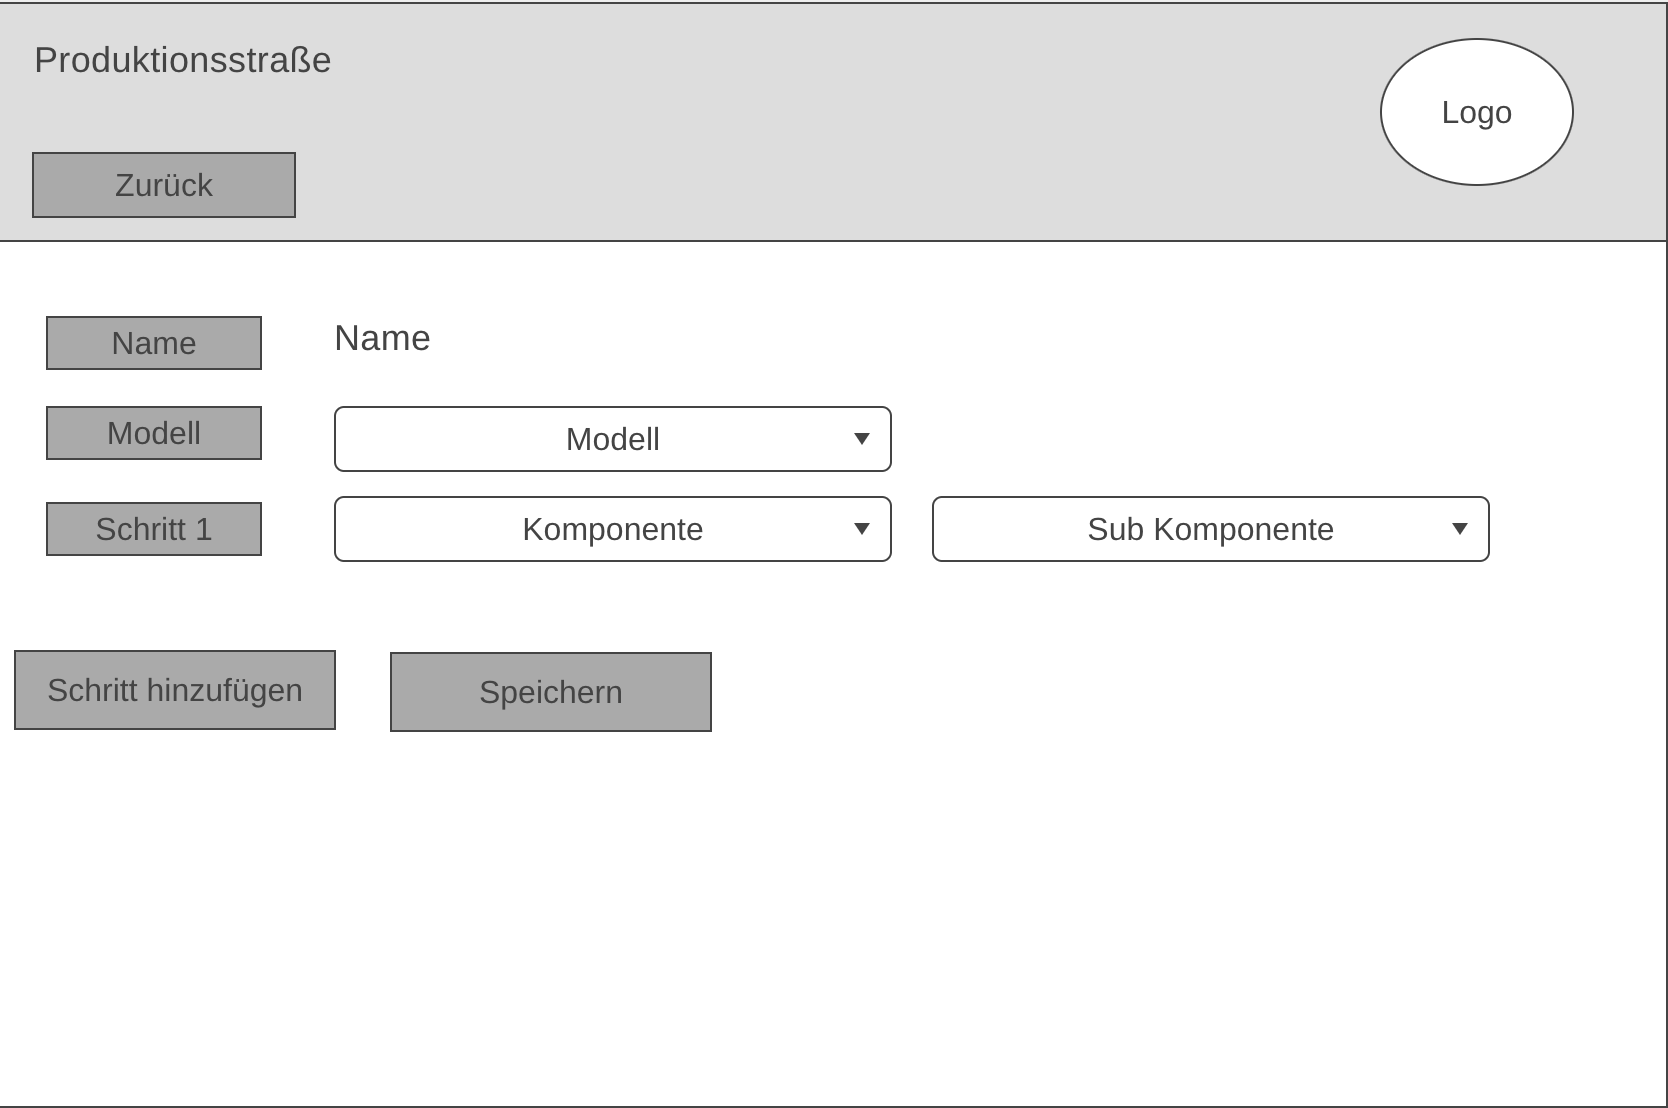 Produktionsstraße
Logo
Zurück
Name
Name
Modell
Modell
Schritt 1
Komponente
Sub Komponente
Schritt hinzufügen
Speichern